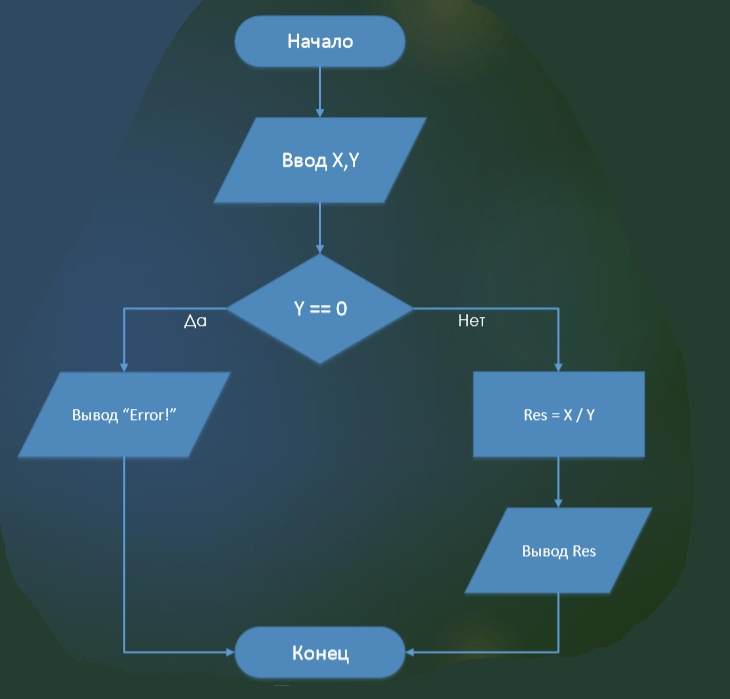 Начало
Ввод X,Y
Y == 0
Да
Нет
Вывод “Error!”
Res = X / Y
Вывод Res
Конец